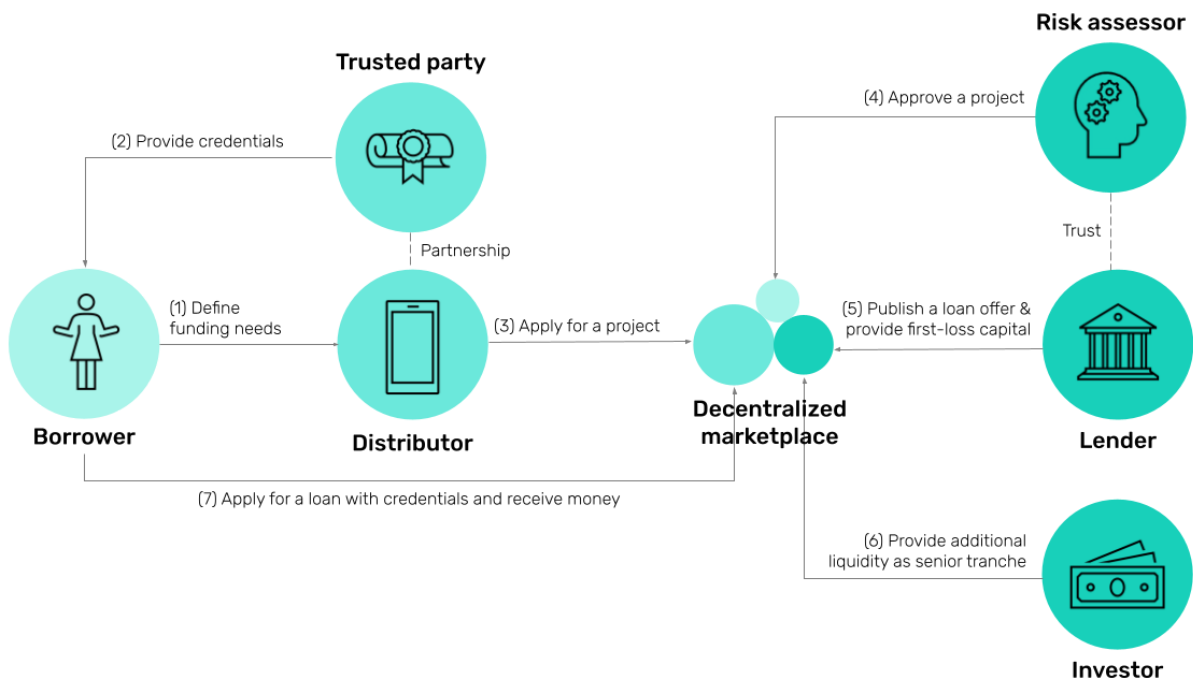 Risk assessor
Trusted party
(4) Approve a project
(2) Provide credentials
Trust
Partnership
(1) Define
funding needs
(3) Apply for a project
(5) Publish a loan offer &
provide first-loss capital
Decentralized
marketplace
Borrower
Distributor
Lender
(7) Apply for a loan with credentials and receive money
(6) Provide additional
liquidity as senior tranche
Investor